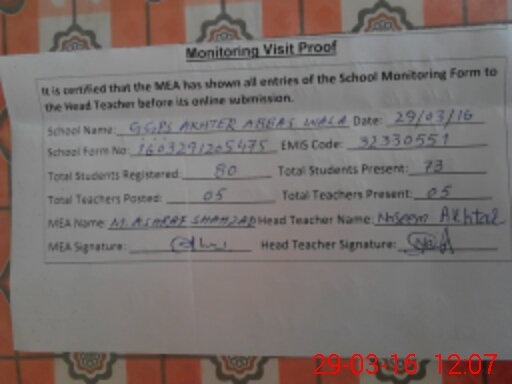 Monitoring Visit Proof
It is certified that the MEA has shown all entries of the School Monitoring Form to
the Head Teacher before its online submission.
School Name: GGPS AKHTER ABBAS WALA Date: 29/03/16
School Form No: 1603291205475 EMIS Code: 32330551
Total Students Registered: 80 Total Students Present: 73
Total Teachers Posted: 05 Total Teachers Present: 05
MEA Name: M. ASHRAF SHAHZAD Head Teacher Name: Naseem Akhtar
MEA Signature: Head Teacher Signature:
29-03-16 12:07